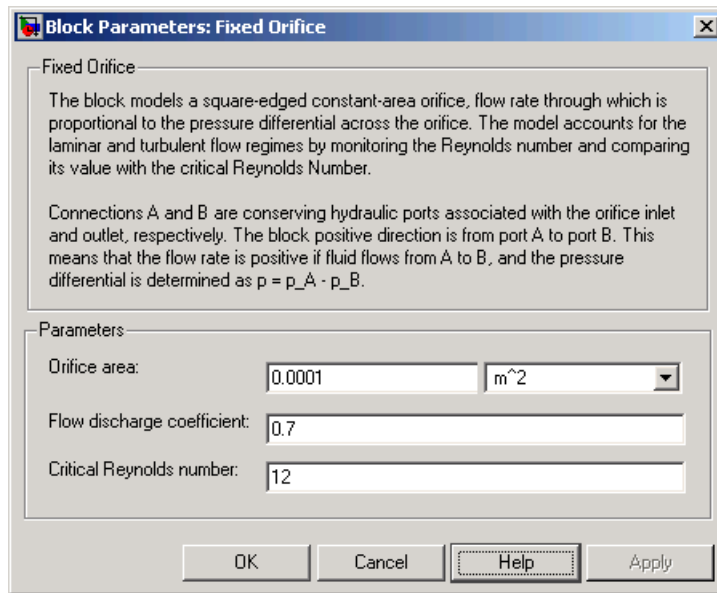 Block Parameters: Fixed Orifice
Fixed Orifice
The block models a square-edged constant-area orifice, flow rate through which is
proportional to the pressure differential across the orifice. The model accounts for the
laminar and turbulent flow regimes by monitoring the Reynolds number and comparing
its value with the critical Reynolds Number.
Connections A and B are conserving hydraulic ports associated with the orifice inlet
and outlet, respectively. The block positive direction is from port A to port B. This
means that the flow rate is positive if fluid flows from A to B, and the pressure
differential is determined as p = p_A - p_B.
Parameters
Orifice area: 0.0001 m^2
Flow discharge coefficient: 0.7
Critical Reynolds number: 12
OK Cancel Help Apply